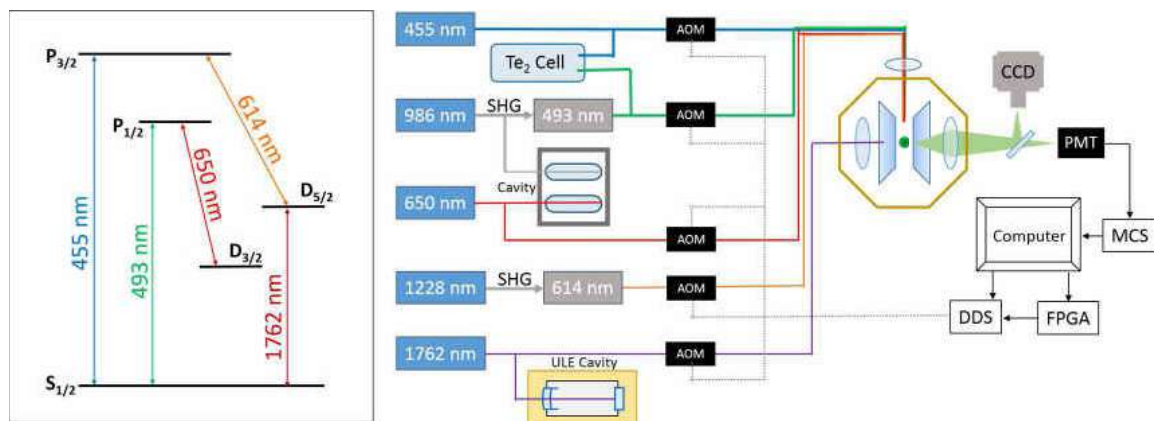 P3/2
P1/2
614 nm
650 nm
D5/2
D3/2
455 nm
493 nm
1762 nm
S1/2
455 nm
AOM
Te2 Cell
CCD
986 nm
SHG
493 nm
AOM
PMT
Cavity
650 nm
AOM
Computer
MCS
1228 nm
SHG
614 nm
AOM
DDS
FPGA
1762 nm
AOM
ULE Cavity